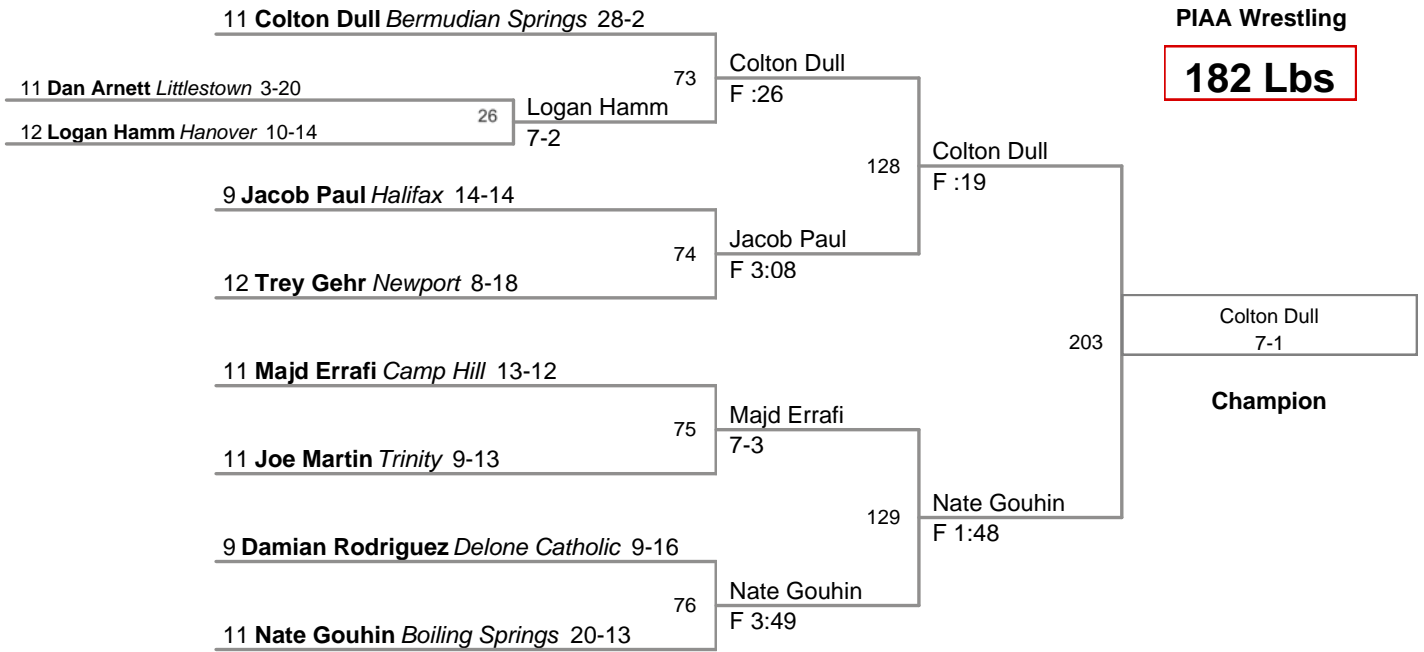 11 Colton Dull Bermudian Springs 28-2
PIAA Wrestling
182 Lbs
73
Colton Dull
F :26
11 Dan Arnett Littlestown 3-20
26
Logan Hamm
7-2
12 Logan Hamm Hanover 10-14
128
Colton Dull
F :19
9 Jacob Paul Halifax 14-14
74
Jacob Paul
F 3:08
12 Trey Gehr Newport 8-18
203
Colton Dull
7-1
Champion
11 Majd Errafi Camp Hill 13-12
75
Majd Errafi
7-3
11 Joe Martin Trinity 9-13
129
Nate Gouhin
F 1:48
9 Damian Rodriguez Delone Catholic 9-16
76
Nate Gouhin
F 3:49
11 Nate Gouhin Boiling Springs 20-13